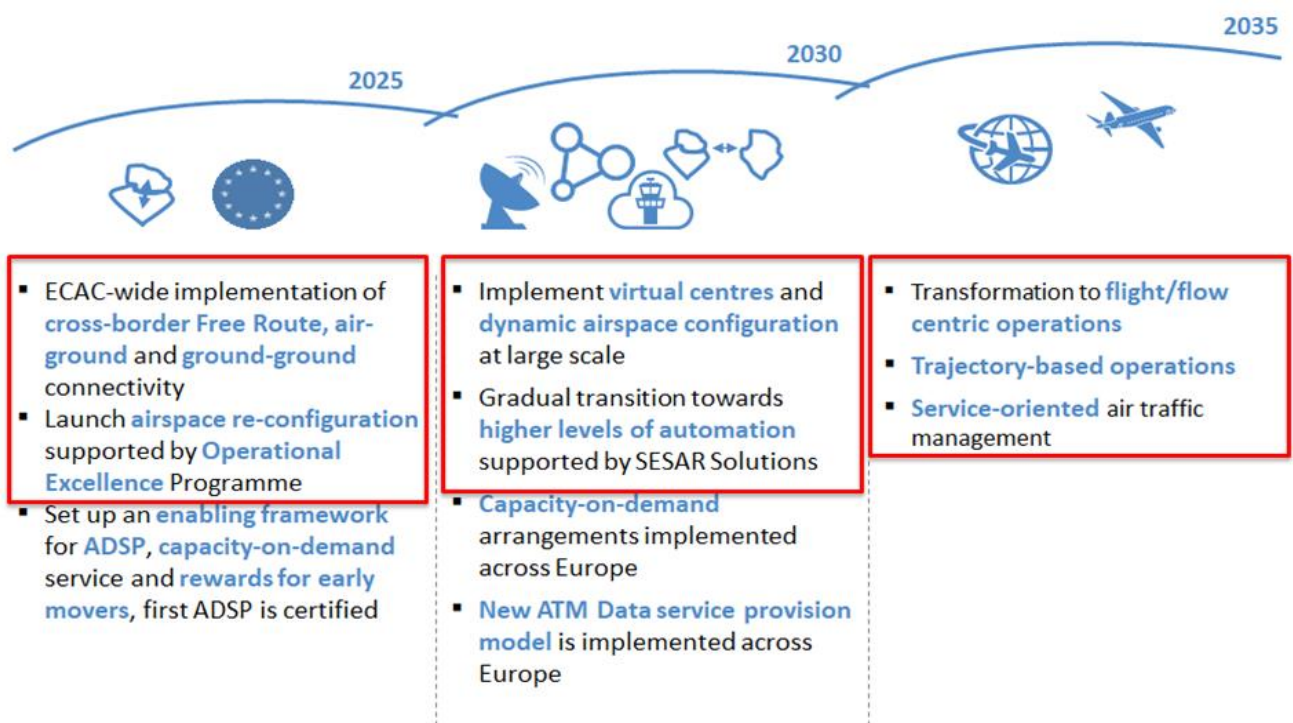 2025
2030
2035
▪ ECAC-wide implementation of
cross-border Free Route, air-
ground and ground-ground
connectivity
▪ Launch airspace re-configuration
supported by Operational
Excellence Programme
▪ Set up an enabling framework
for ADSP, capacity-on-demand
service and rewards for early
movers, first ADSP is certified
▪ Implement virtual centres and
dynamic airspace configuration
at large scale
▪ Gradual transition towards
higher levels of automation
supported by SESAR Solutions
▪ Capacity-on-demand
arrangements implemented
across Europe
▪ New ATM Data service provision
model is implemented across
Europe
▪ Transformation to flight/flow
centric operations
▪ Trajectory-based operations
▪ Service-oriented air traffic
management